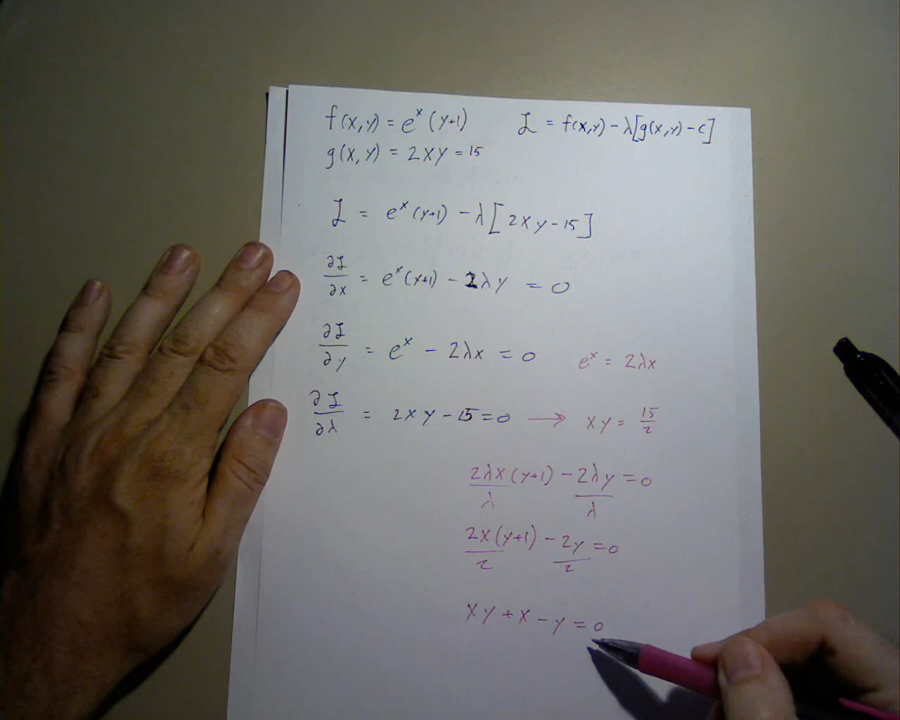 f(x,y) = e^x (y+1)    ℒ = f(x,y) - λ[g(x,y) - c]
g(x,y) = 2xy = 15
ℒ = e^x (y+1) - λ[2xy - 15]
∂ℒ/∂x = e^x (y+1) - 2λy = 0
∂ℒ/∂y = e^x - 2λx = 0    e^x = 2λx
∂ℒ/∂λ = 2xy - 15 = 0 → xy = 15/2
2λx(y+1)/λ - 2λy/λ = 0
2x(y+1)/2 - 2y/2 = 0
xy + x - y = 0